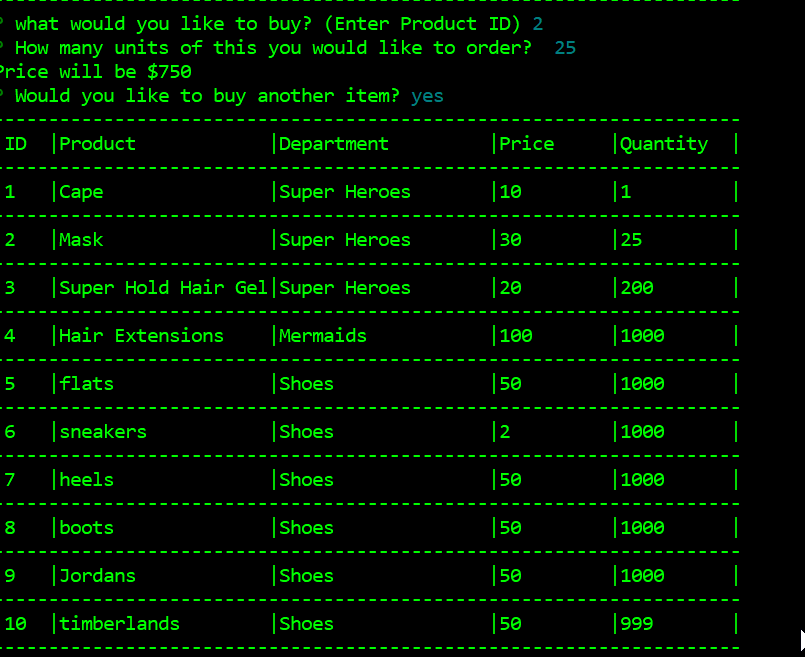 ? what would you like to buy? (Enter Product ID) 2
? How many units of this you would like to order?  25
Price will be $750
? Would you like to buy another item? yes
-------------------------------------------------------------------
ID  |Product            |Department         |Price     |Quantity  |
-------------------------------------------------------------------
1   |Cape               |Super Heroes       |10        |1         |
-------------------------------------------------------------------
2   |Mask               |Super Heroes       |30        |25        |
-------------------------------------------------------------------
3   |Super Hold Hair Gel|Super Heroes       |20        |200       |
-------------------------------------------------------------------
4   |Hair Extensions    |Mermaids           |100       |1000      |
-------------------------------------------------------------------
5   |flats              |Shoes              |50        |1000      |
-------------------------------------------------------------------
6   |sneakers           |Shoes              |2         |1000      |
-------------------------------------------------------------------
7   |heels              |Shoes              |50        |1000      |
-------------------------------------------------------------------
8   |boots              |Shoes              |50        |1000      |
-------------------------------------------------------------------
9   |Jordans            |Shoes              |50        |1000      |
-------------------------------------------------------------------
10  |timberlands        |Shoes              |50        |999       |
-------------------------------------------------------------------